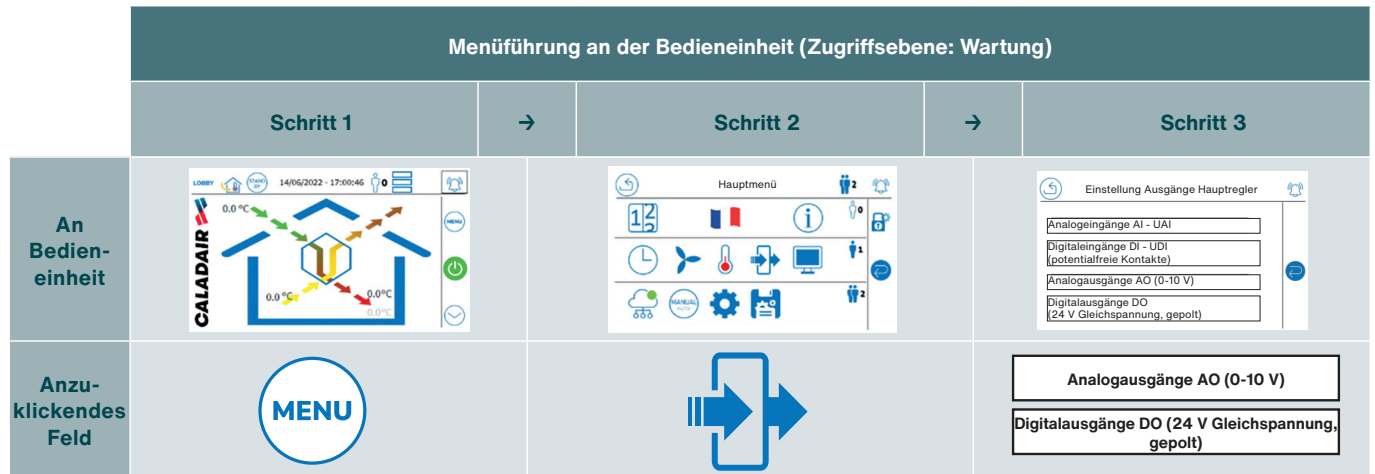 Menüführung an der Bedieneinheit (Zugriffsebene: Wartung)
Schritt 1
→
Schritt 2
→
Schritt 3
An
Bedien-
einheit
LOBBY
STAND
BY
14/06/2022 - 17:00:46
0
CALADAIR
0.0 °C
0.0 °C
0.0°C
0.0°C
MENU
Hauptmenü
2
12
i
0
1
MANUAL
AUTO
2
Einstellung Ausgänge Hauptregler
Analogeingänge AI - UAI
Digitaleingänge DI - UDI
(potentialfreie Kontakte)
Analogausgänge AO (0-10 V)
Digitalausgänge DO
(24 V Gleichspannung, gepolt)
Anzu-
klickendes
Feld
MENU
Analogausgänge AO (0-10 V)
Digitalausgänge DO (24 V Gleichspannung,
gepolt)